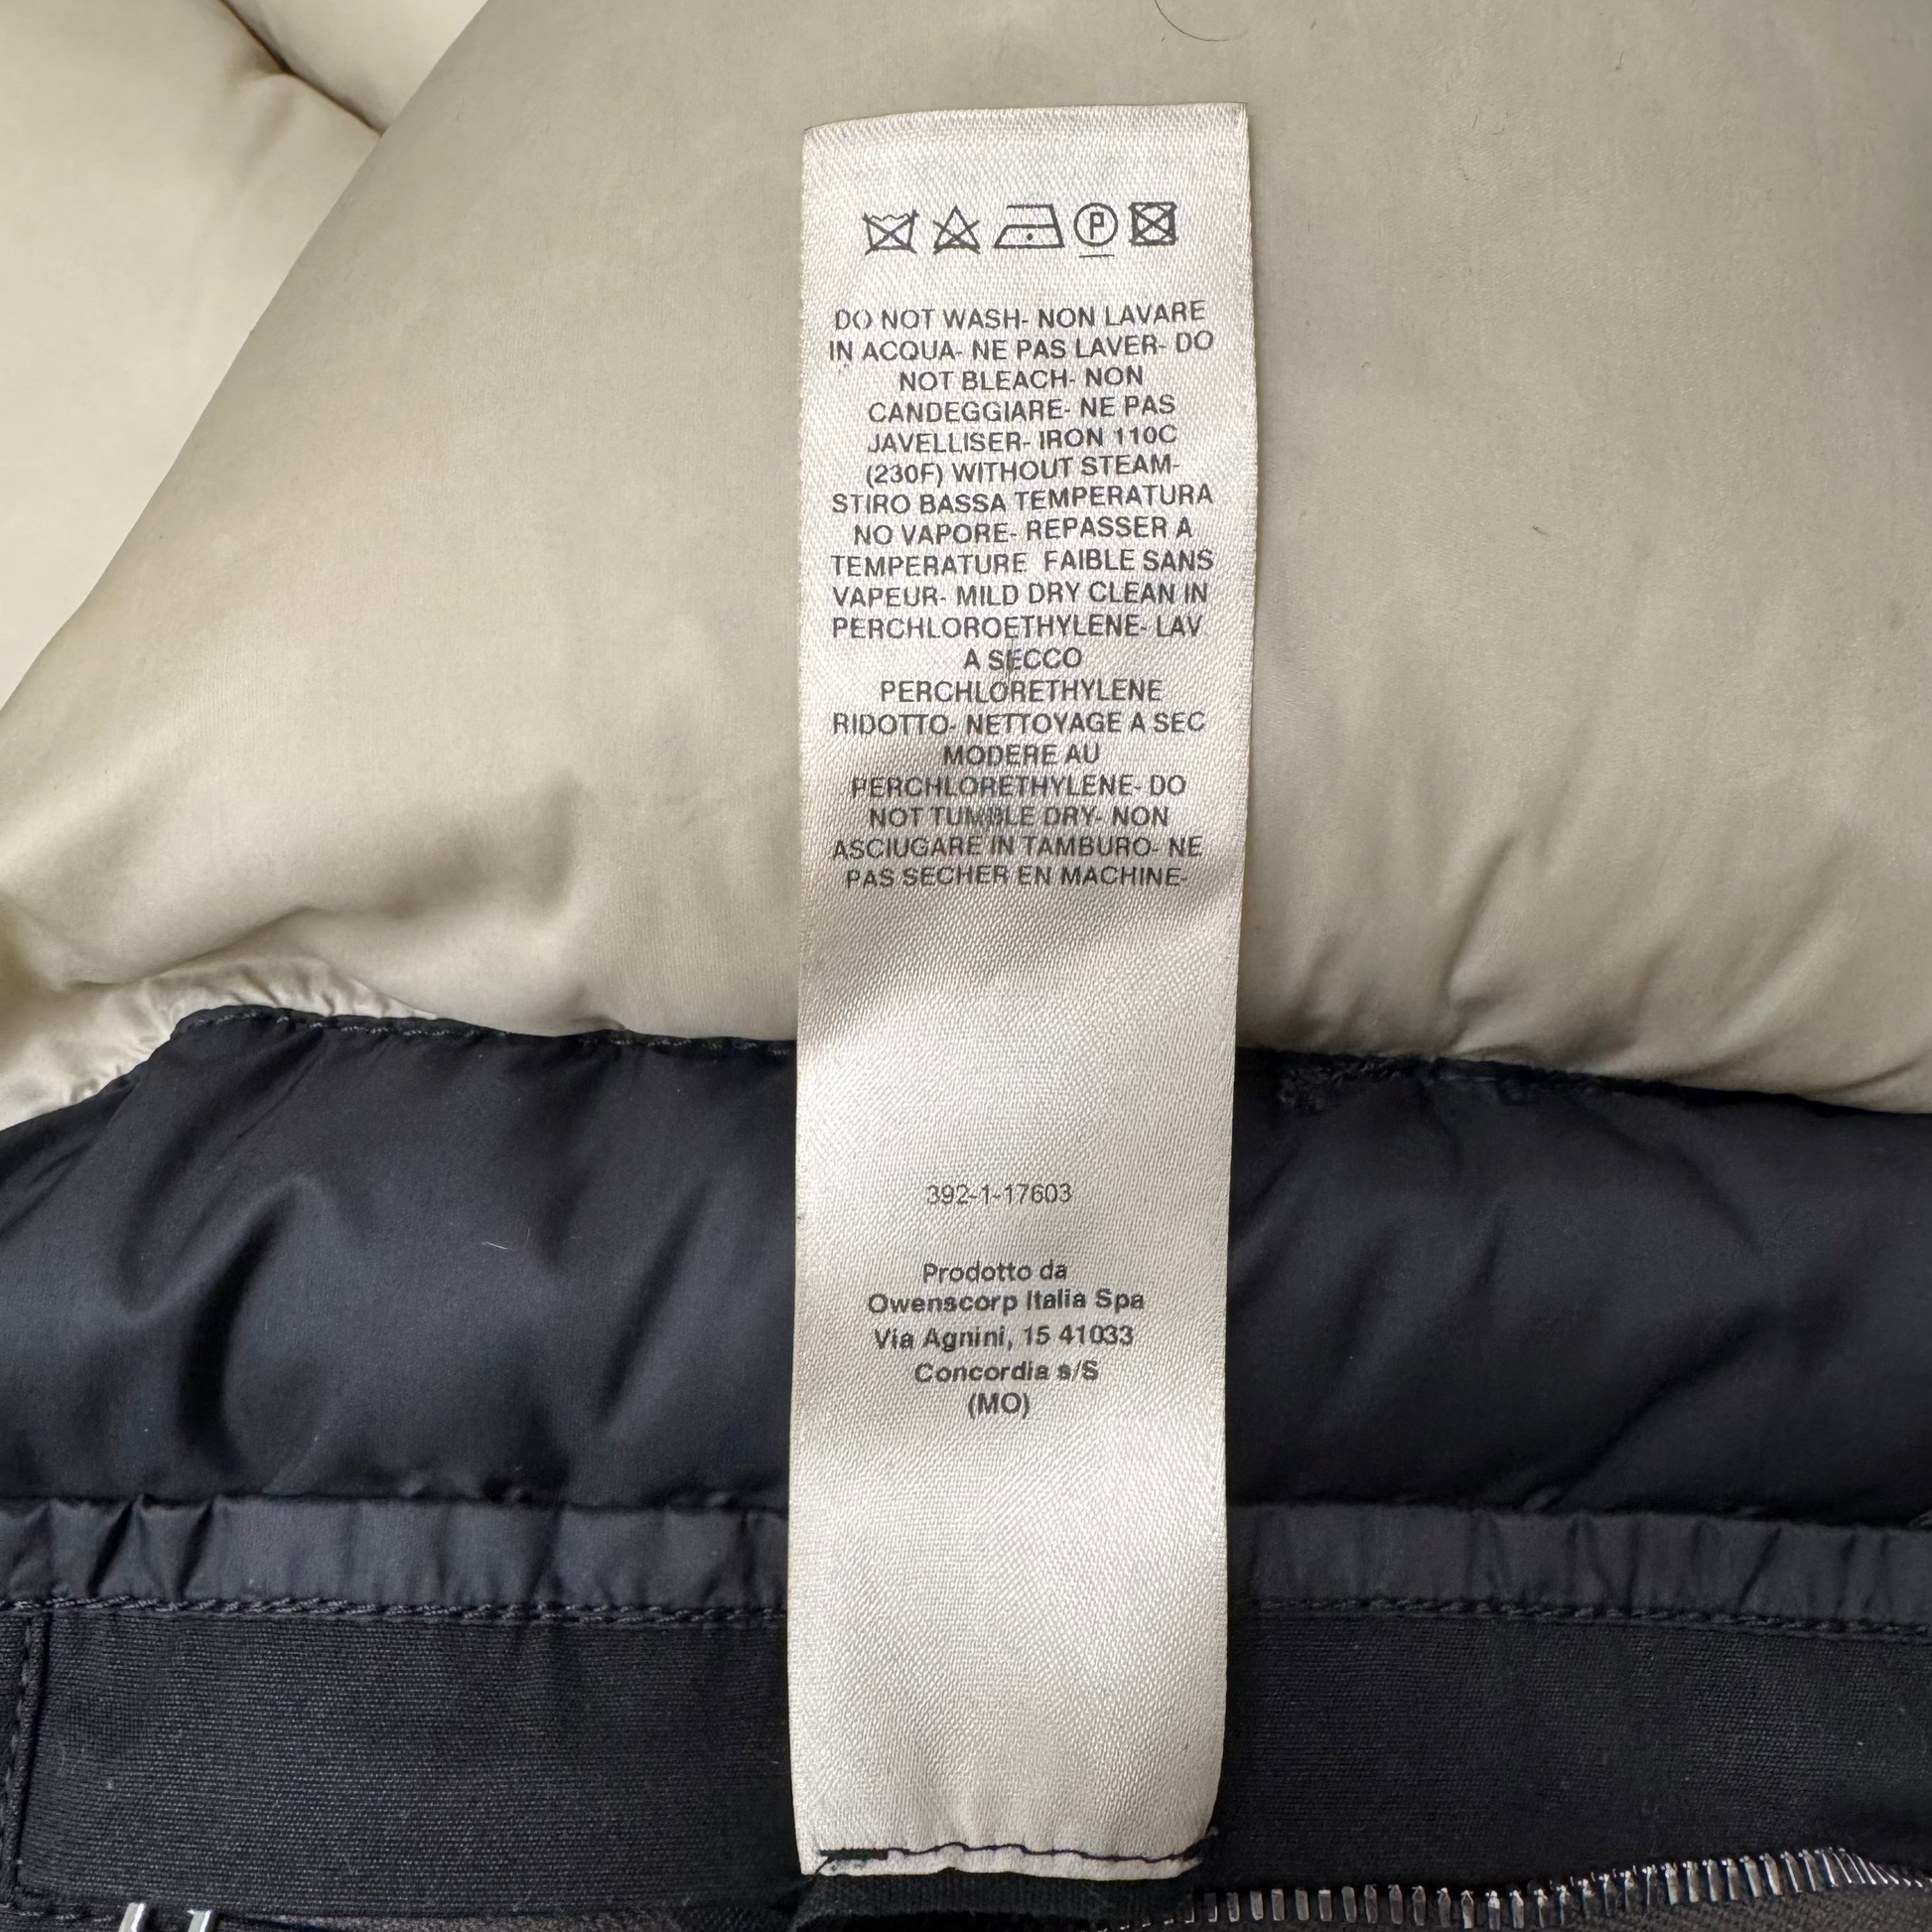 P
DO NOT WASH- NON LAVARE
IN ACQUA- NE PAS LAVER- DO
NOT BLEACH- NON
CANDEGGIARE- NE PAS
JAVELLISER- IRON 110C
(230F) WITHOUT STEAM-
STIRO BASSA TEMPERATURA
NO VAPORE- REPASSER A
TEMPERATURE FAIBLE SANS
VAPEUR- MILD DRY CLEAN IN
PERCHLOROETHYLENE- LAV
A SECCO
PERCHLORETHYLENE
RIDOTTO- NETTOYAGE A SEC
MODERE AU
PERCHLORETHYLENE- DO
NOT TUMBLE DRY- NON
ASCIUGARE IN TAMBURO- NE
PAS SECHER EN MACHINE-
392-1-17603
Prodotto da
Owenscorp Italia Spa
Via Agnini, 15 41033
Concordia s/S
(MO)